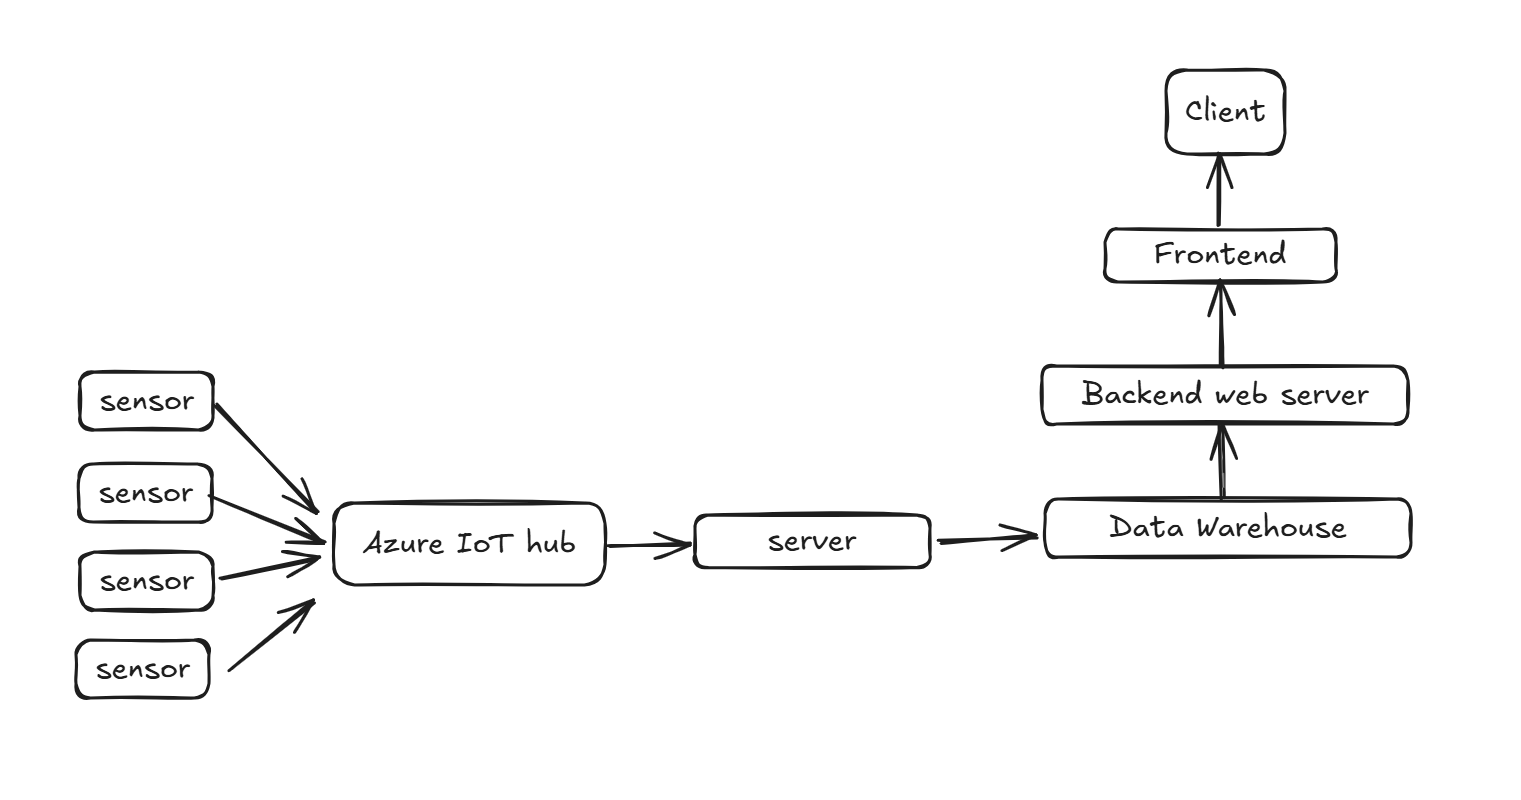 Client
Frontend
Backend web server
Data Warehouse
sensor
sensor
sensor
sensor
Azure IoT hub
server